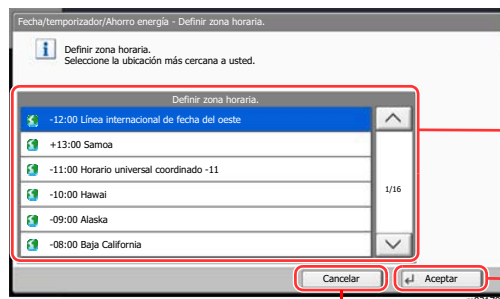 Fecha/temporizador/Ahorro energía - Definir zona horaria.
Definir zona horaria.
Seleccione la ubicación más cercana a usted.
Definir zona horaria.
-12:00 Línea internacional de fecha del oeste
+13:00 Samoa
-11:00 Horario universal coordinado -11
-10:00 Hawai
1/16
-09:00 Alaska
-08:00 Baja California
Cancelar
Aceptar